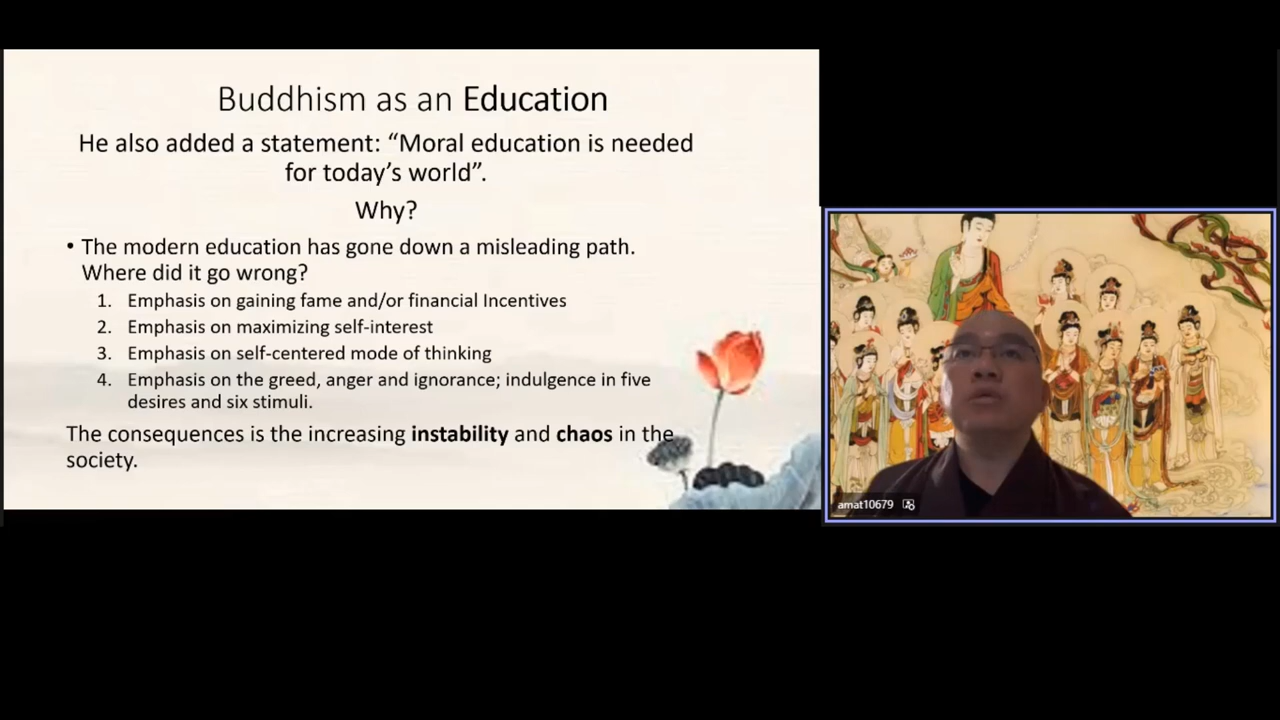 Buddhism as an Education
He also added a statement: “Moral education is needed
for today’s world”.
Why?
• The modern education has gone down a misleading path.
Where did it go wrong?
1. Emphasis on gaining fame and/or financial Incentives
2. Emphasis on maximizing self-interest
3. Emphasis on self-centered mode of thinking
4. Emphasis on the greed, anger and ignorance; indulgence in five
desires and six stimuli.
The consequences is the increasing instability and chaos in the
society.
amat10679